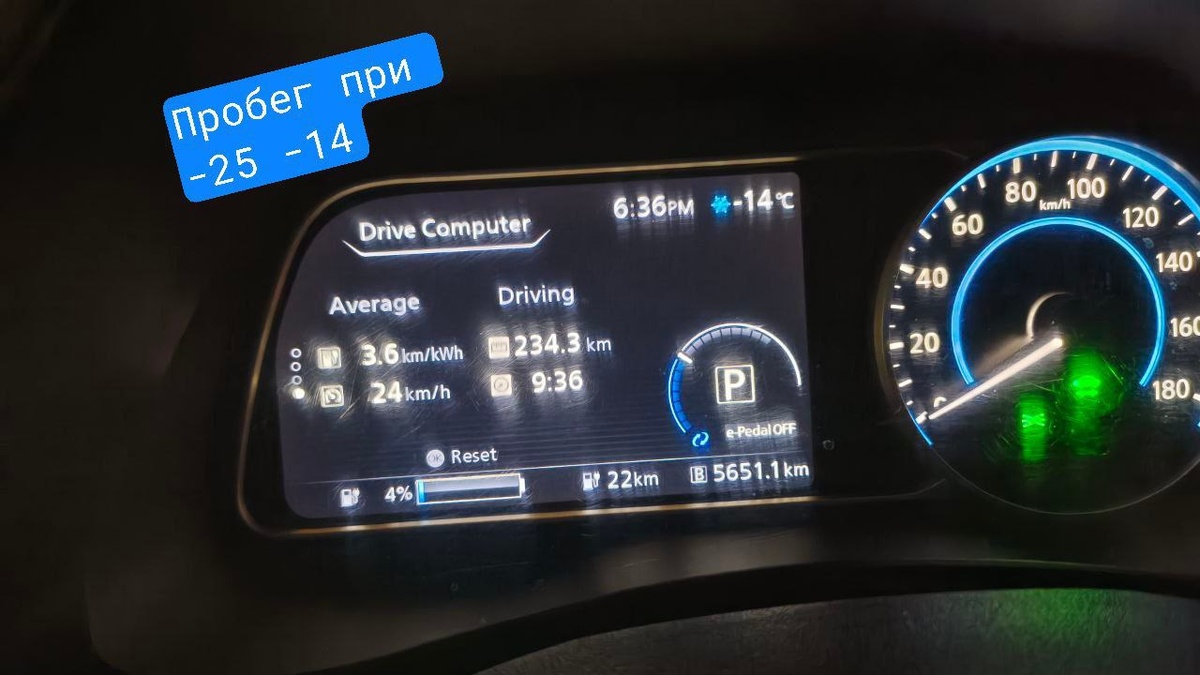 Пробег при
-25 -14
6:36PM -14°C
Drive Computer
Average Driving
3.6km/kWh 234.3 km
24km/h 9:36
P
e-Pedal OFF
OK Reset
4% 22km B 5651.1km
20 40 60 80 100 120 140 160 180
km/h